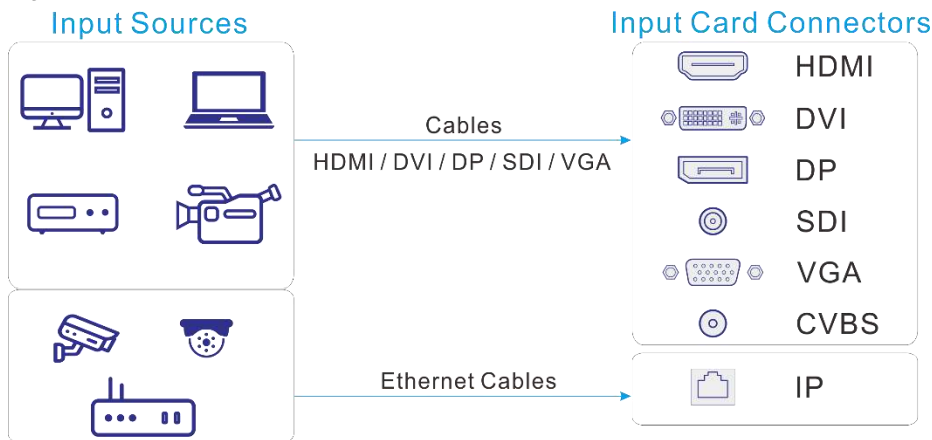 Input Sources
Input Card Connectors
HDMI
DVI
Cables
HDMI / DVI / DP / SDI / VGA
DP
SDI
VGA
CVBS
Ethernet Cables
IP